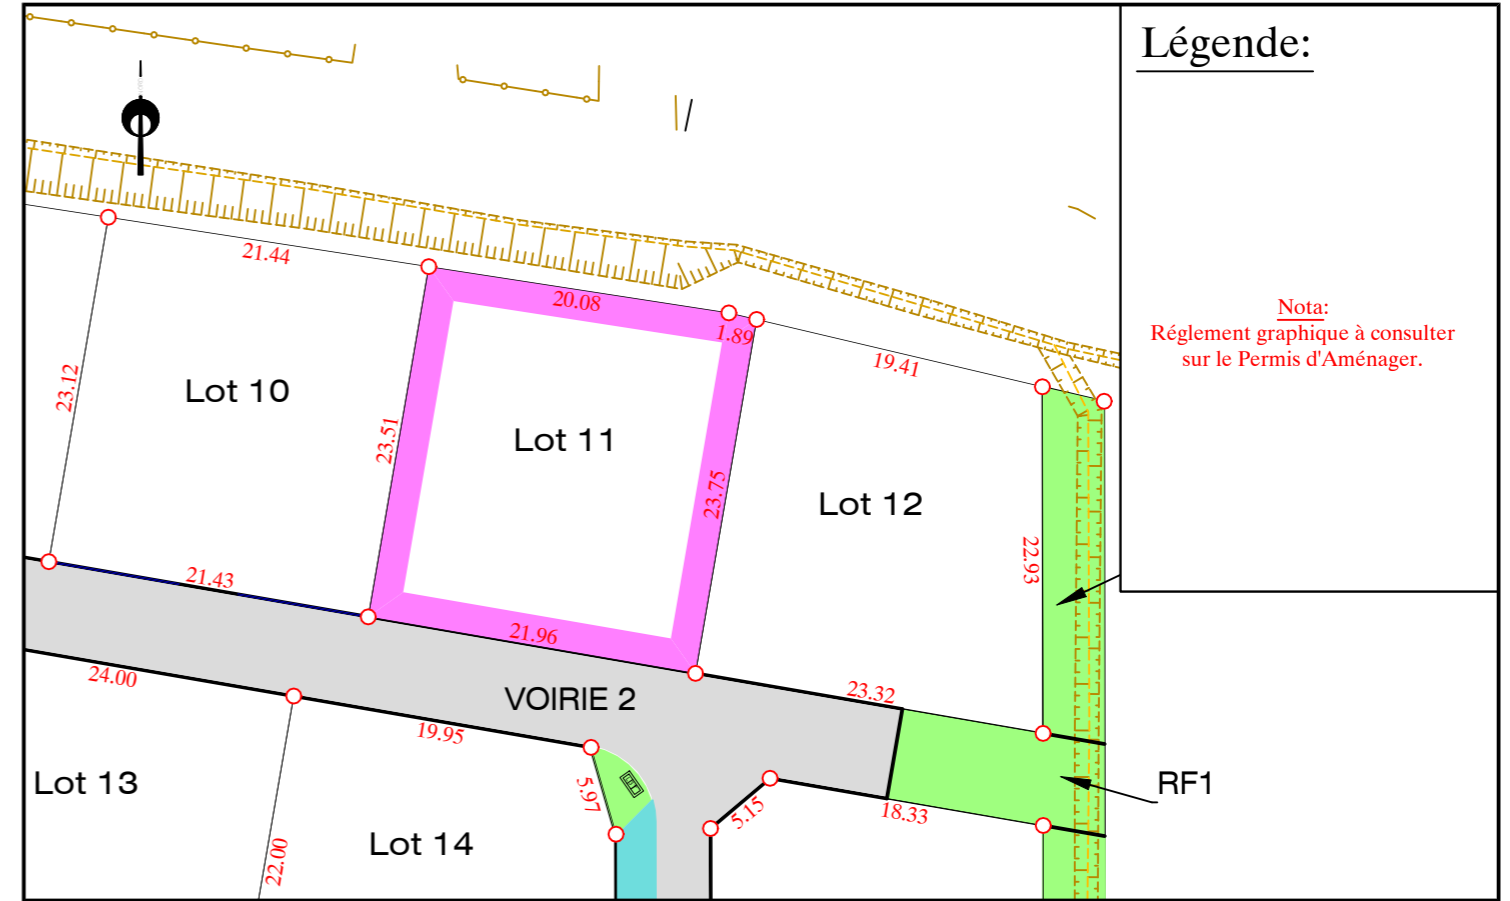 Légende:
21.44
20.08
1.89
Nota:
Réglement graphique à consulter
sur le Permis d'Aménager.
19.41
23.12
Lot 10
23.51
Lot 11
23.75
Lot 12
22.93
21.43
21.96
24.00
VOIRIE 2
23.32
19.95
Lot 13
5.97
5.15
18.33
RF1
22.00
Lot 14